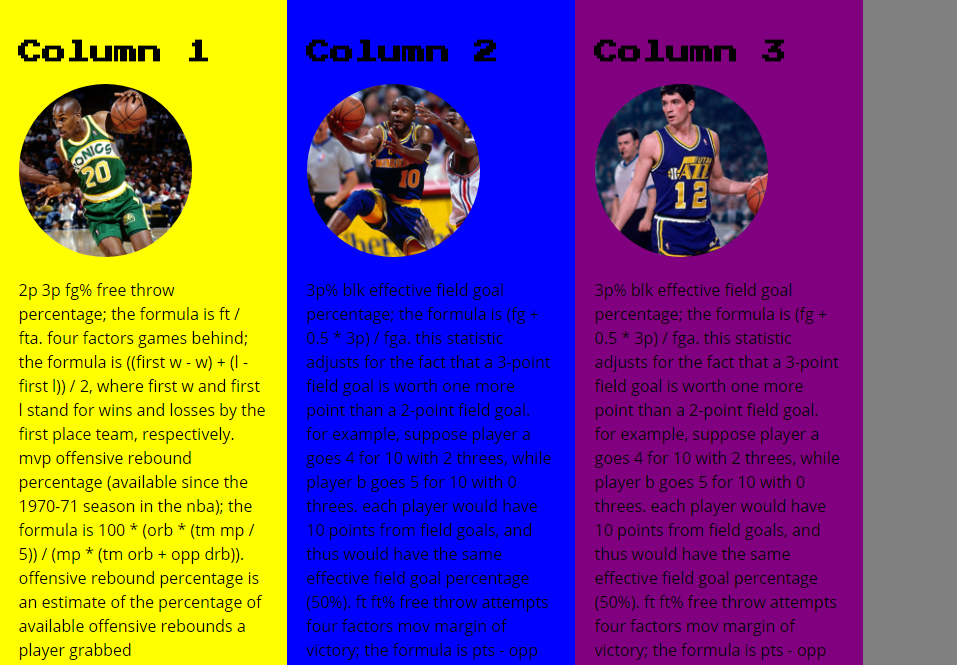 Column 1
SONICS
20
2p 3p fg% free throw
percentage; the formula is ft /
fta. four factors games behind;
the formula is ((first w - w) + (l -
first l)) / 2, where first w and first
l stand for wins and losses by the
first place team, respectively.
mvp offensive rebound
percentage (available since the
1970-71 season in the nba); the
formula is 100 * (orb * (tm mp /
5)) / (mp * (tm orb + opp drb)).
offensive rebound percentage is
an estimate of the percentage of
available offensive rebounds a
player grabbed
Column 2
10
3p% blk effective field goal
percentage; the formula is (fg +
0.5 * 3p) / fga. this statistic
adjusts for the fact that a 3-point
field goal is worth one more
point than a 2-point field goal.
for example, suppose player a
goes 4 for 10 with 2 threes, while
player b goes 5 for 10 with 0
threes. each player would have
10 points from field goals, and
thus would have the same
effective field goal percentage
(50%). ft ft% free throw attempts
four factors mov margin of
victory; the formula is pts - opp
Column 3
UTAH
JAZZ
12
3p% blk effective field goal
percentage; the formula is (fg +
0.5 * 3p) / fga. this statistic
adjusts for the fact that a 3-point
field goal is worth one more
point than a 2-point field goal.
for example, suppose player a
goes 4 for 10 with 2 threes, while
player b goes 5 for 10 with 0
threes. each player would have
10 points from field goals, and
thus would have the same
effective field goal percentage
(50%). ft ft% free throw attempts
four factors mov margin of
victory; the formula is pts - opp